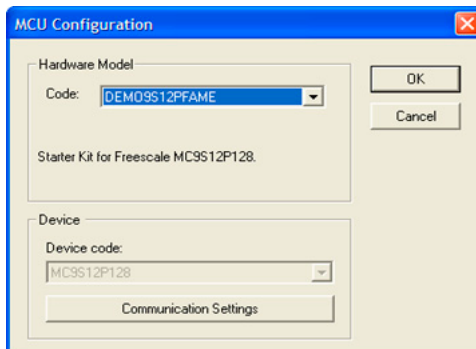 MCU Configuration
Hardware Model
Code: DEMO9S12PFAME
OK
Cancel
Starter Kit for Freescale MC9S12P128.
Device
Device code:
MC9S12P128
Communication Settings